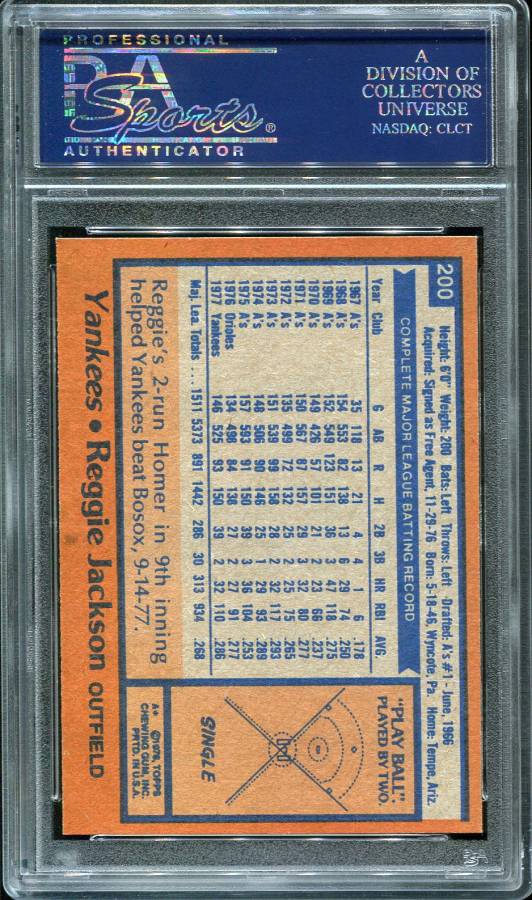 PROFESSIONAL
PSA
Sports®
AUTHENTICATOR
A
DIVISION OF
COLLECTORS
UNIVERSE
NASDAQ: CLCT
200
Height: 6'0" Weight: 200 Bats: Left Throws: Left Drafted: A's #1 - June, 1966
Acquired: Signed as Free Agent, 11-29-76 Born: 5-18-46, Wyncote, Pa. Home: Tempe, Ariz.
COMPLETE MAJOR LEAGUE BATTING RECORD
Year Club G AB R H 2B 3B HR RBI AVG.
1967 A's 35 118 13 21 4 4 1 6 .178
1968 A's 154 553 82 138 13 6 29 74 .250
1969 A's 152 549 123 151 36 3 47 118 .275
1970 A's 149 426 57 101 21 2 23 66 .237
1971 A's 150 567 87 157 29 3 32 80 .277
1972 A's 135 499 72 132 25 2 25 75 .265
1973 A's 151 539 99 158 28 2 32 117 .293
1974 A's 148 506 90 146 25 1 29 93 .289
1975 A's 157 593 91 150 39 3 36 104 .253
1976 Orioles 134 498 84 138 27 2 27 91 .277
1977 Yankees 146 525 93 150 39 2 32 110 .286
Maj. Lea. Totals ... 1511 5373 891 1442 286 30 313 934 .268
Reggie's 2-run Homer in 9th inning
helped Yankees beat Bosox, 9-14-77.
"PLAY BALL".
PLAYED BY TWO.
SINGLE
A* ©1978, TOPPS
CHEWING GUM, INC.
PRTD. IN U.S.A.
Yankees • Reggie Jackson OUTFIELD